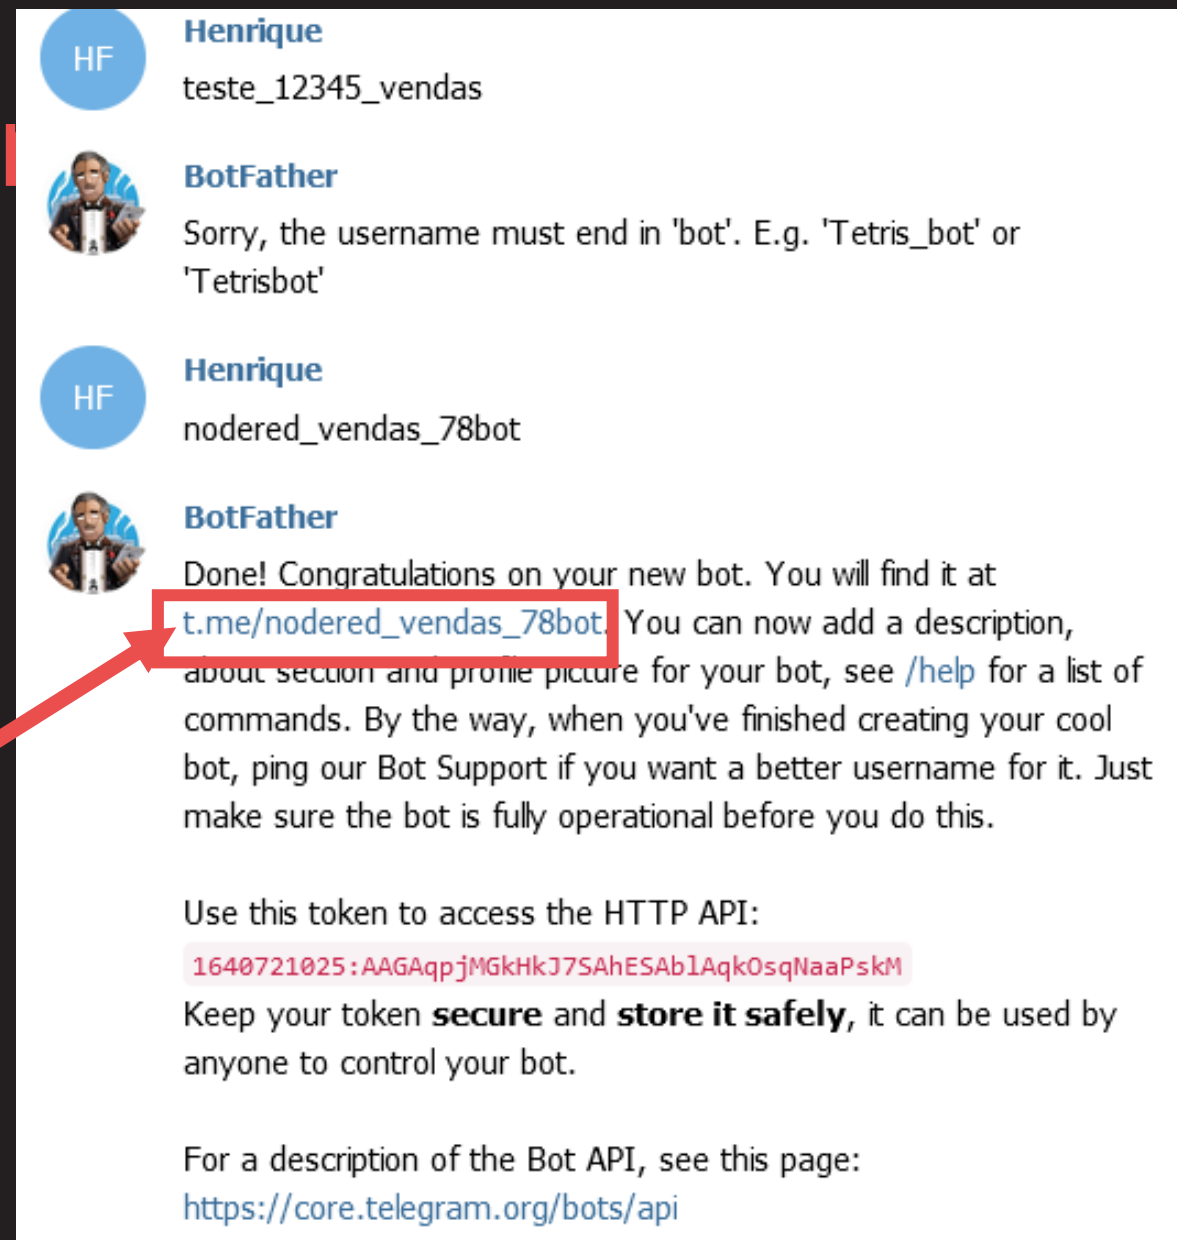 HF
Henrique
teste_12345_vendas
BotFather
Sorry, the username must end in 'bot'. E.g. 'Tetris_bot' or
'Tetrisbot'
HF
Henrique
nodered_vendas_78bot
BotFather
Done! Congratulations on your new bot. You will find it at
t.me/nodered_vendas_78bot. You can now add a description,
about section and profile picture for your bot, see /help for a list of
commands. By the way, when you've finished creating your cool
bot, ping our Bot Support if you want a better username for it. Just
make sure the bot is fully operational before you do this.
Use this token to access the HTTP API:
1640721025:AAGAqpjMGkHkJ7SAhESAblAqkOsqNaaPskM
Keep your token secure and store it safely, it can be used by
anyone to control your bot.
For a description of the Bot API, see this page:
https://core.telegram.org/bots/api